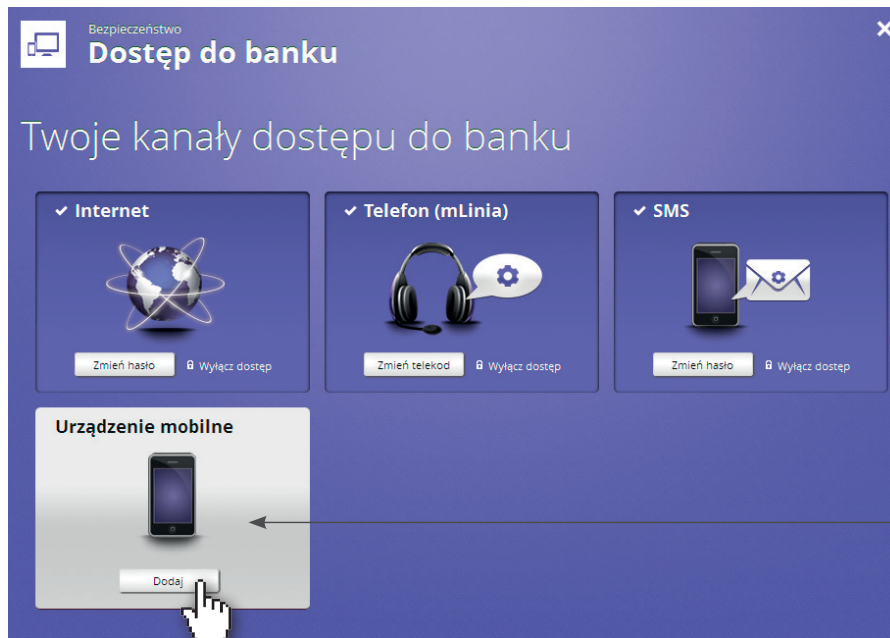 Bezpieczeństwo
Dostęp do banku
Twoje kanały dostępu do banku
Internet
Zmień hasło
Wyłącz dostęp
Telefon (mLinia)
Zmień telekod
Wyłącz dostęp
SMS
Zmień hasło
Wyłącz dostęp
Urządzenie mobilne
Dodaj